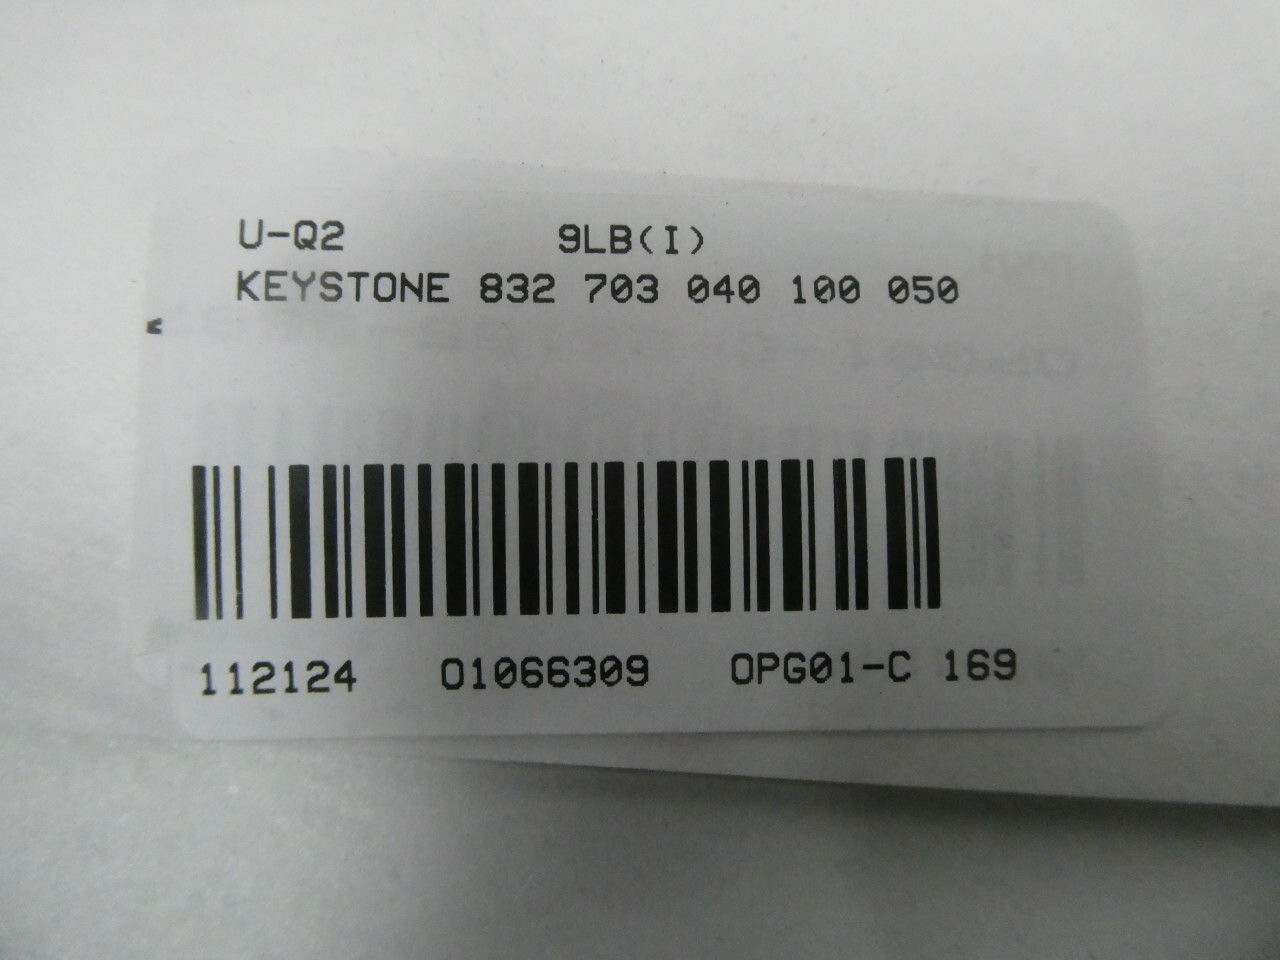 U-Q2 9LB(I)
KEYSTONE 832 703 040 100 050
112124 01066309 OPG01-C 169